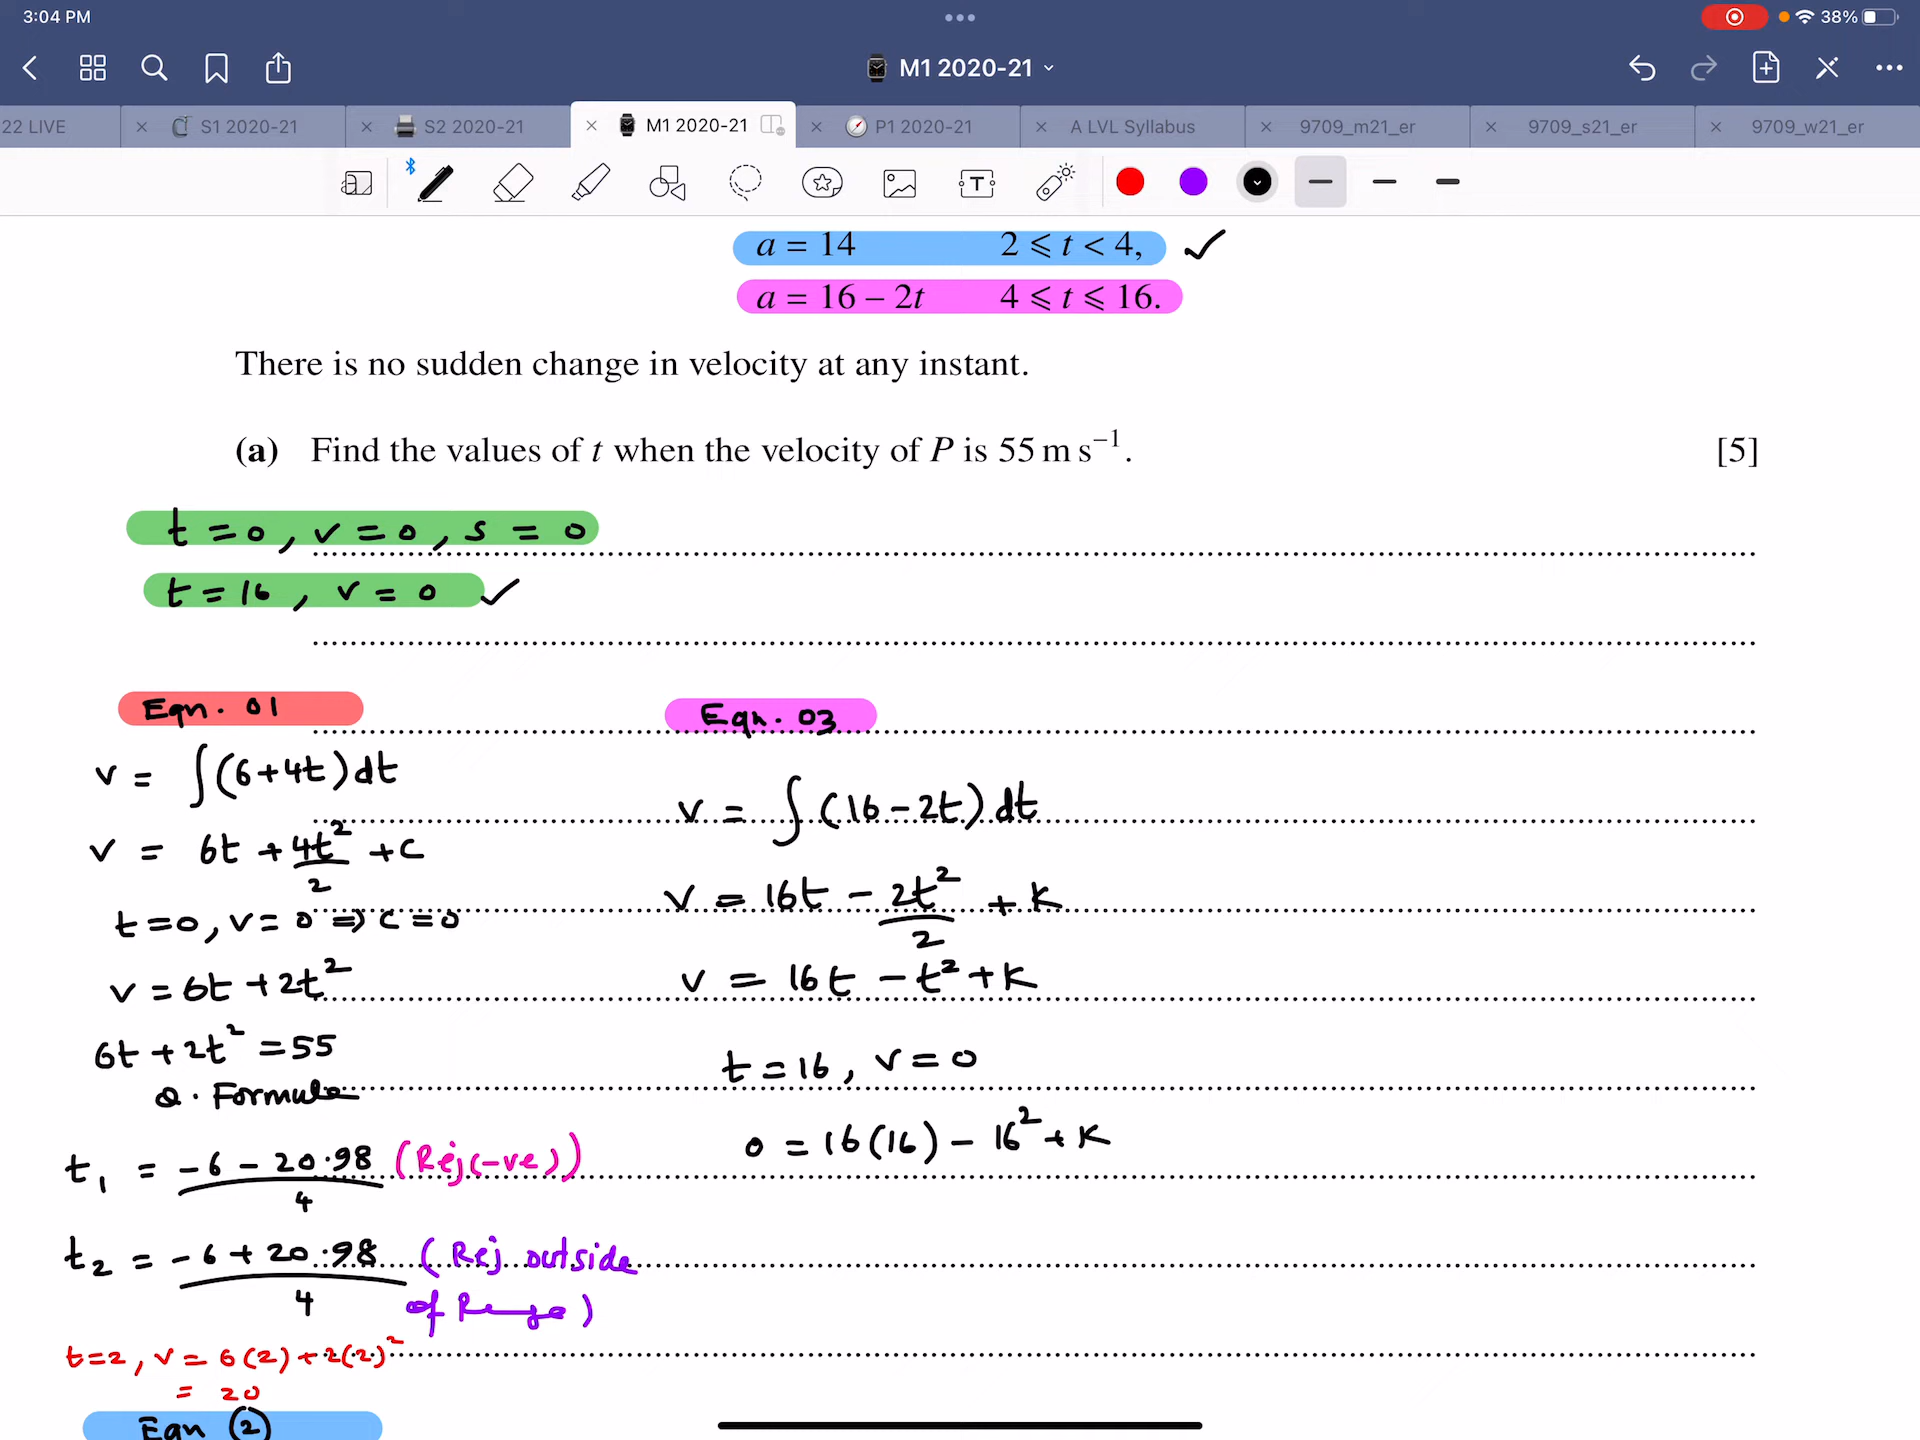 3:04 PM
38%
M1 2020-21
22 LIVE
S1 2020-21
S2 2020-21
M1 2020-21
P1 2020-21
A LVL Syllabus
9709_m21_er
9709_s21_er
9709_w21_er
a = 14 2 ⩽ t < 4, ✓
a = 16 – 2t 4 ⩽ t ⩽ 16.
There is no sudden change in velocity at any instant.
(a) Find the values of t when the velocity of P is 55 m s⁻¹. [5]
t = 0, v = 0, s = 0
t = 16, v = 0 ✓
Eqn. 01
v = ∫(6+4t)dt
v = 6t + 4t²/2 + c
t=0, v=0 ⇒ c=0
v = 6t + 2t²
6t + 2t² = 55
Q. Formula
t₁ = (-6 - 20.98)/4 (Rej(-ve))
t₂ = (-6 + 20.98)/4 (Rej outside
of Range)
t=2, v = 6(2) + 2(2)²
= 20
Eqn ②
Eqn. 03
v = ∫(16 - 2t) dt
v = 16t - 2t²/2 + K
v = 16t - t² + K
t = 16, v = 0
0 = 16(16) - 16² + K